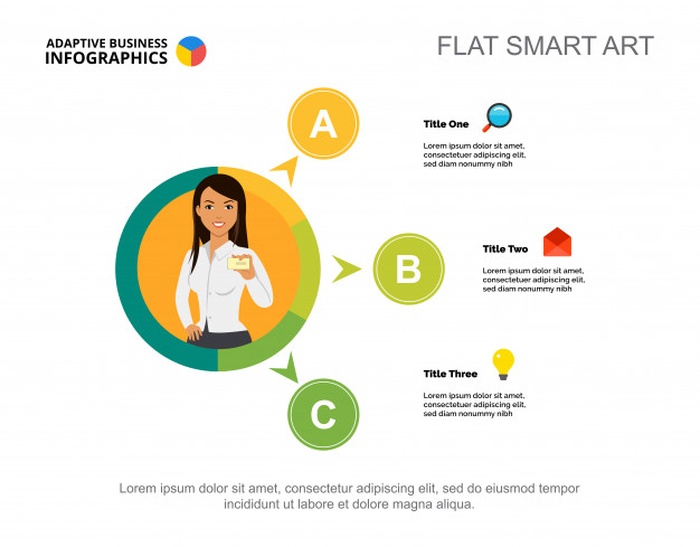 ADAPTIVE BUSINESS
INFOGRAPHICS
FLAT SMART ART
A
Title One
Lorem ipsum dolor sit amet,
consectetuer adipiscing elit,
diam nonummy nibh
B
Title Two
Lorem ipsum dolor sit amet,
consectetuer adipiscing elit,
diam nonummy nibh
C
Title Three
Lorem ipsum dolor sit amet,
consectetuer adipiscing elit,
diam nonummy nibh
Lorem ipsum dolor sit amet, consectetur adipiscing elit, sed do eiusmod tempor
incididunt ut labore et dolore magna aliqua.